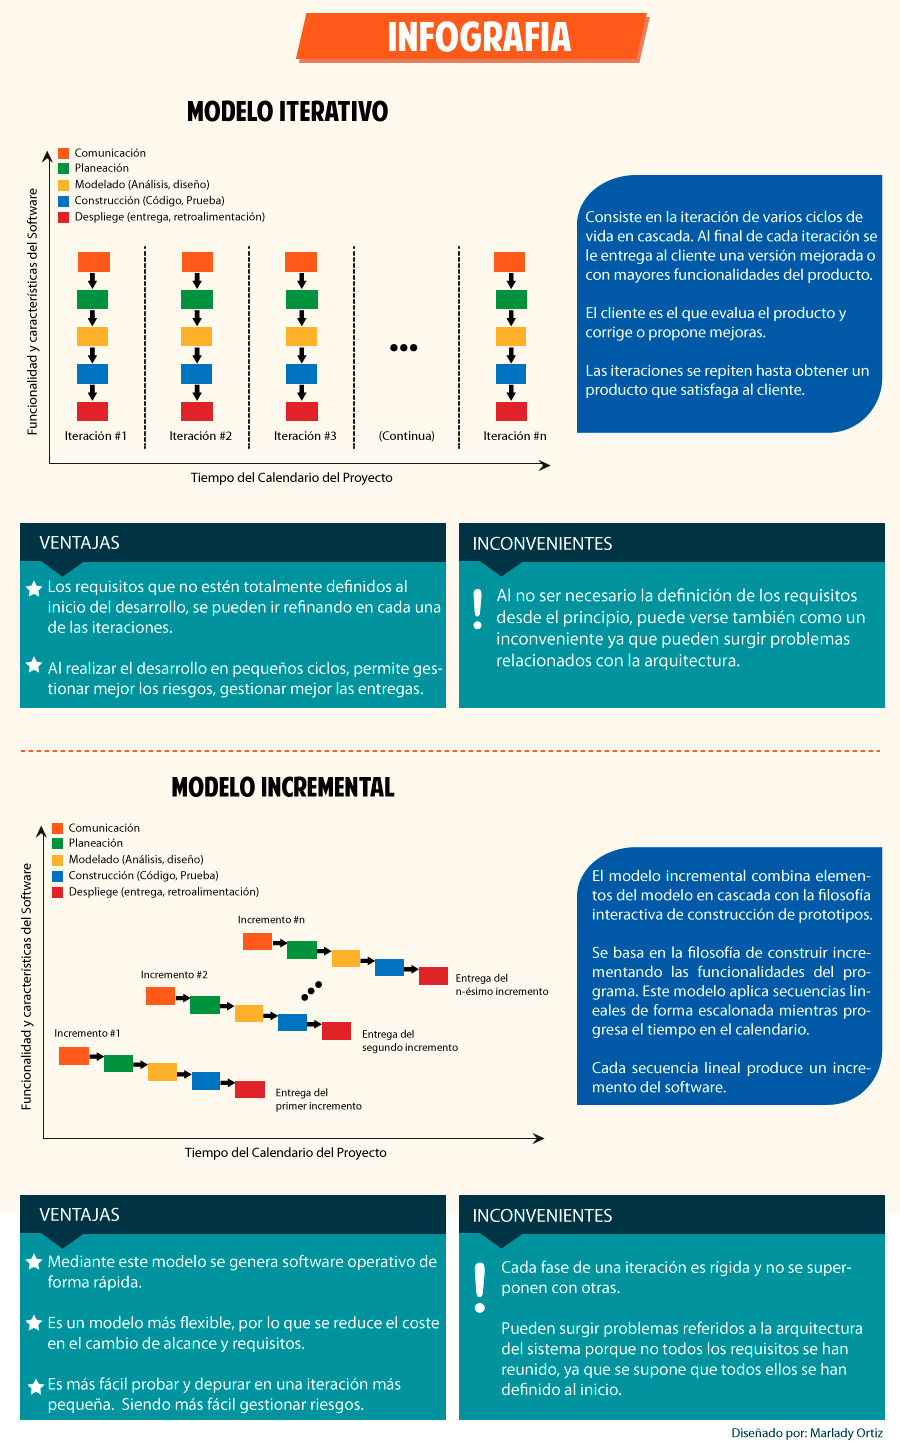 INFOGRAFIA
MODELO ITERATIVO
Comunicación
Planeación
Modelado (Análisis, diseño)
Construcción (Código, Prueba)
Despliege (entrega, retroalimentación)
Funcionalidad y características del Software
Iteración #1
Iteración #2
Iteración #3
(Continua)
Iteración #n
Tiempo del Calendario del Proyecto
Consiste en la iteración de varios ciclos de
vida en cascada. Al final de cada iteración se
le entrega al cliente una versión mejorada o
con mayores funcionalidades del producto.
El cliente es el que evalua el producto y
corrige o propone mejoras.
Las iteraciones se repiten hasta obtener un
producto que satisfaga al cliente.
VENTAJAS
Los requisitos que no estén totalmente definidos al
inicio del desarrollo, se pueden ir refinando en cada una
de las iteraciones.
Al realizar el desarrollo en pequeños ciclos, permite ges-
tionar mejor los riesgos, gestionar mejor las entregas.
INCONVENIENTES
Al no ser necesario la definición de los requisitos
desde el principio, puede verse también como un
inconveniente ya que pueden surgir problemas
relacionados con la arquitectura.
MODELO INCREMENTAL
Comunicación
Planeación
Modelado (Análisis, diseño)
Construcción (Código, Prueba)
Despliege (entrega, retroalimentación)
Funcionalidad y características del Software
Incremento #n
Entrega del
n-ésimo incremento
Incremento #2
Entrega del
segundo incremento
Incremento #1
Entrega del
primer incremento
Tiempo del Calendario del Proyecto
El modelo incremental combina elemen-
tos del modelo en cascada con la filosofía
interactiva de construcción de prototipos.
Se basa en la filosofía de construir incre-
mentando las funcionalidades del pro-
grama. Este modelo aplica secuencias lin-
eales de forma escalonada mientras pro-
gresa el tiempo en el calendario.
Cada secuencia lineal produce un incre-
mento del software.
VENTAJAS
Mediante este modelo se genera software operativo de
forma rápida.
Es un modelo más flexible, por lo que se reduce el coste
en el cambio de alcance y requisitos.
Es más fácil probar y depurar en una iteración más
pequeña. Siendo más fácil gestionar riesgos.
INCONVENIENTES
Cada fase de una iteración es rígida y no se super-
ponen con otras.
Pueden surgir problemas referidos a la arquitectura
del sistema porque no todos los requisitos se han
reunido, ya que se supone que todos ellos se han
definido al inicio.
Diseñado por: Marlady Ortiz